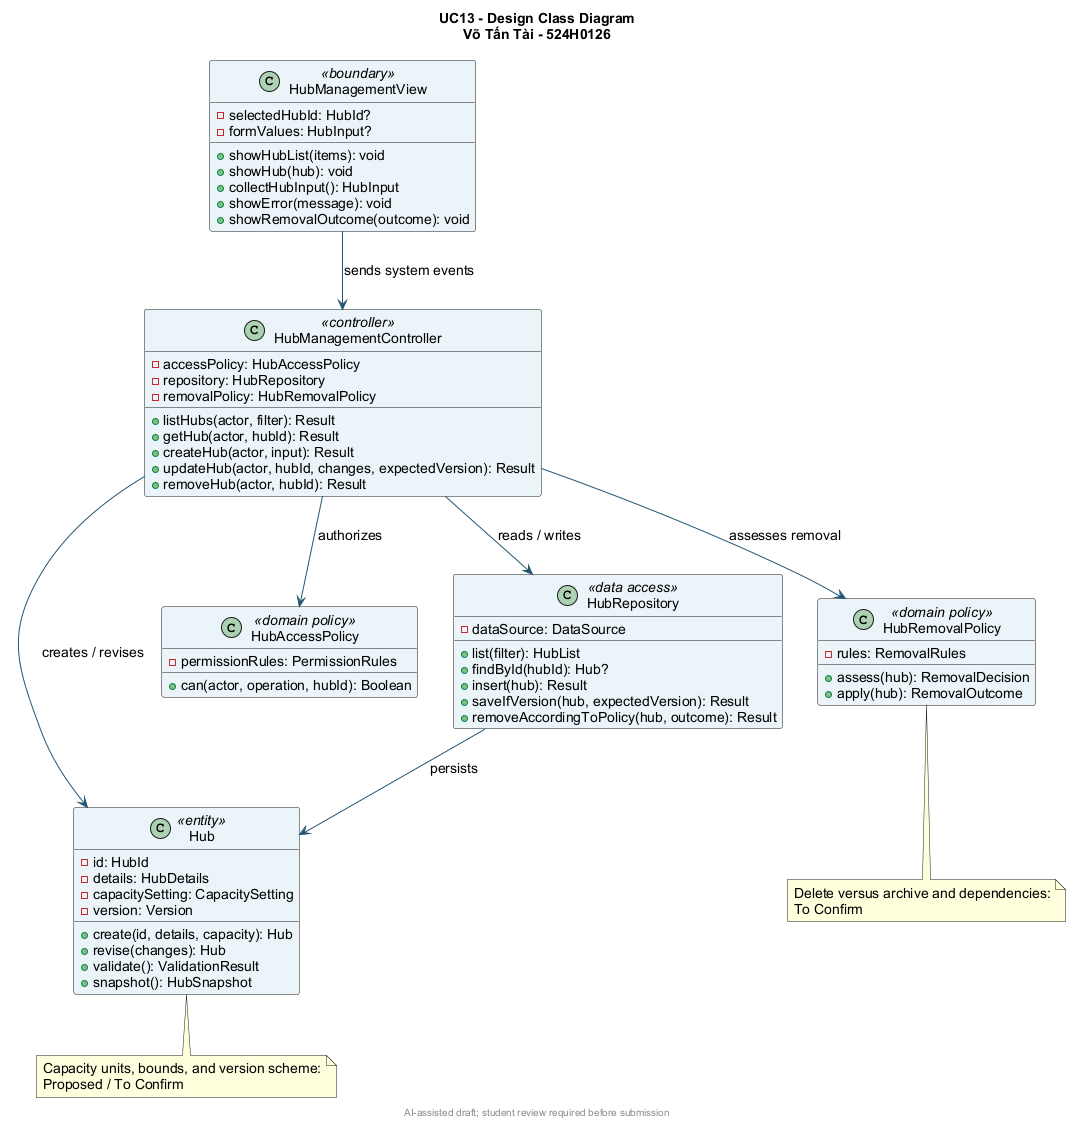 UC13 - Design Class Diagram
Võ Tấn Tài - 524H0126
«boundary»
C
HubManagementView
selectedHubId: HubId?
formValues: HubInput?
showHubList(items): void
showHub(hub): void
collectHubInput(): HubInput
showError(message): void
showRemovalOutcome(outcome): void
sends system events
«controller»
C
HubManagementController
accessPolicy: HubAccessPolicy
repository: HubRepository
removalPolicy: HubRemovalPolicy
listHubs(actor, filter): Result
getHub(actor, hubId): Result
createHub(actor, input): Result
updateHub(actor, hubId, changes, expectedVersion): Result
removeHub(actor, hubId): Result
authorizes
reads / writes
assesses removal
creates / revises
«domain policy»
C
HubAccessPolicy
permissionRules: PermissionRules
can(actor, operation, hubId): Boolean
«data access»
C
HubRepository
dataSource: DataSource
list(filter): HubList
findById(hubId): Hub?
insert(hub): Result
saveIfVersion(hub, expectedVersion): Result
removeAccordingToPolicy(hub, outcome): Result
«domain policy»
C
HubRemovalPolicy
rules: RemovalRules
assess(hub): RemovalDecision
apply(hub): RemovalOutcome
persists
«entity»
C
Hub
id: HubId
details: HubDetails
capacitySetting: CapacitySetting
version: Version
create(id, details, capacity): Hub
revise(changes): Hub
validate(): ValidationResult
snapshot(): HubSnapshot
Delete versus archive and dependencies:
To Confirm
Capacity units, bounds, and version scheme:
Proposed / To Confirm
AI-assisted draft; student review required before submission